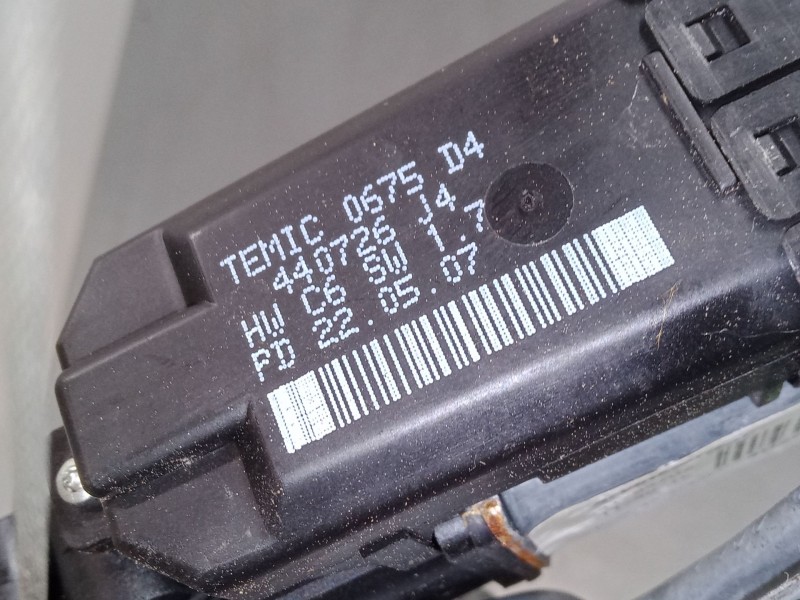 TEMIC 0675 D4
440726 J4
HW C6 SW 1.7
PD 22.05.07